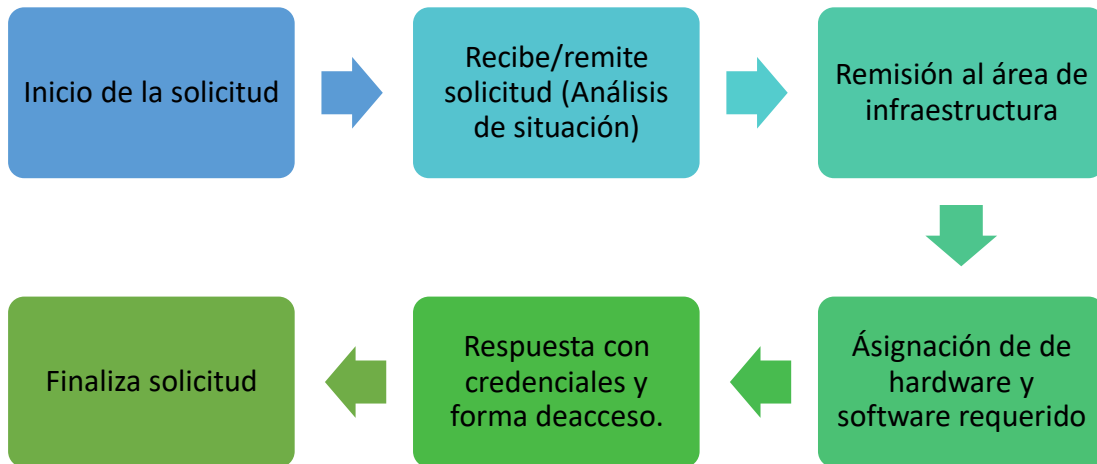 Inicio de la solicitud
Recibe/remite
solicitud (Análisis
de situación)
Remisión al área de
infraestructura
Ásignación de de
hardware y
software requerido
Respuesta con
credenciales y
forma deacceso.
Finaliza solicitud